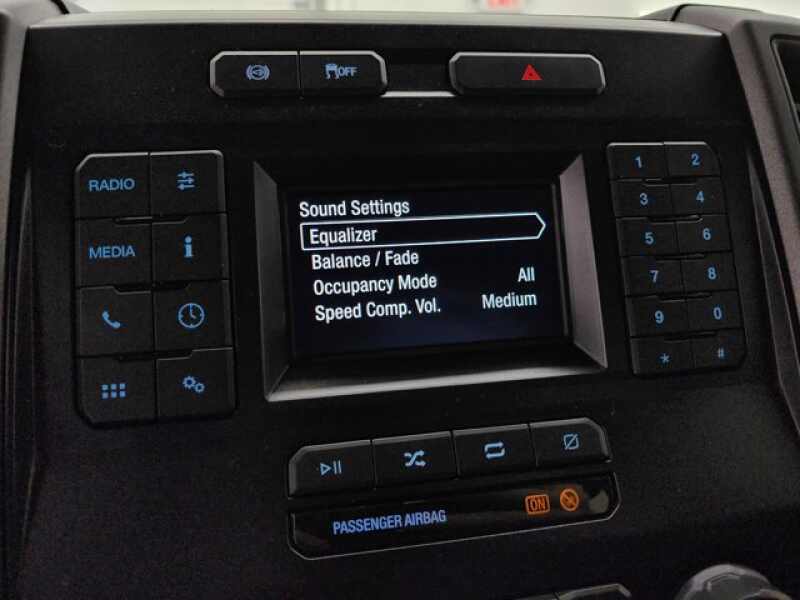 OFF
RADIO
MEDIA
Sound Settings
Equalizer
Balance / Fade
Occupancy Mode All
Speed Comp. Vol. Medium
1 2
3 4
5 6
7 8
9 0
* #
PASSENGER AIRBAG ON